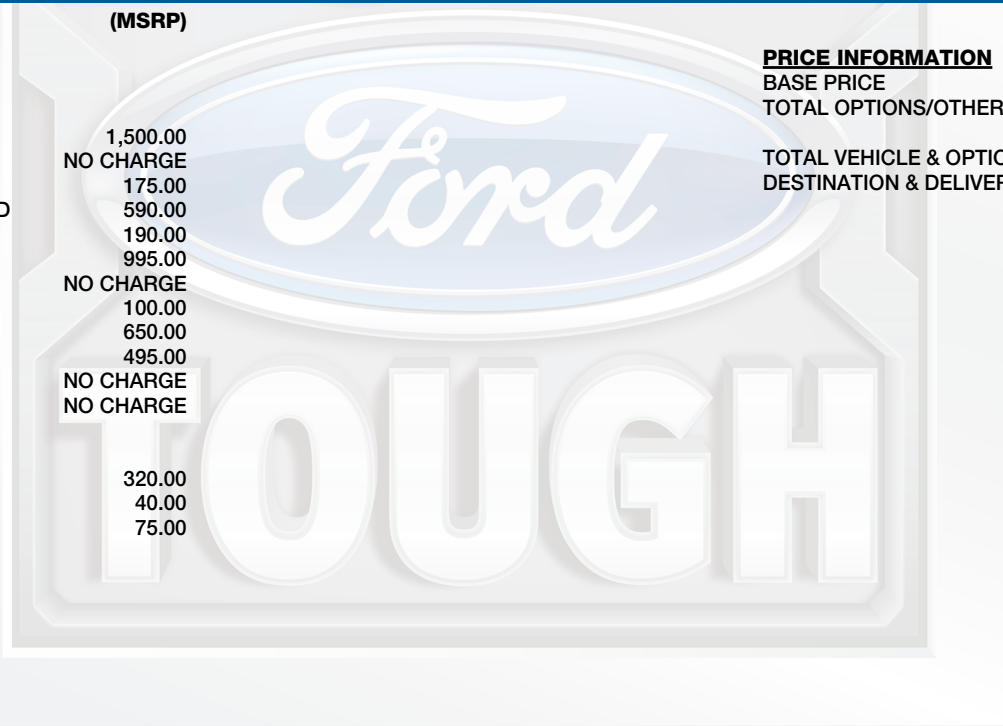 (MSRP)
1,500.00
NO CHARGE
175.00
590.00
190.00
995.00
NO CHARGE
100.00
650.00
495.00
NO CHARGE
NO CHARGE
320.00
40.00
75.00
PRICE INFORMATION
BASE PRICE
TOTAL OPTIONS/OTHER
TOTAL VEHICLE &
DESTINATION &
Ford
TOUGH